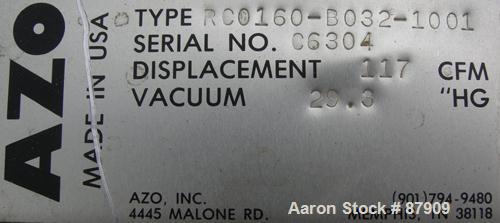 AZO
MADE IN USA
TYPE RC0160-B032-1001
SERIAL NO. C6304
DISPLACEMENT 117 CFM
VACUUM 29.3 "HG
AZO, INC. (901)794-9480
4445 MALONE RD. MEMPHIS, TN 38118
Aaron Stock # 87909